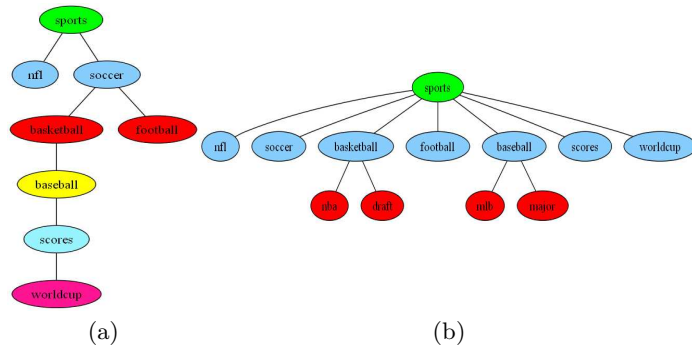 sports
nfl soccer
basketball football
baseball
scores
worldcup
(a)
sports
nfl soccer basketball football baseball scores worldcup
nba draft mlb major
(b)